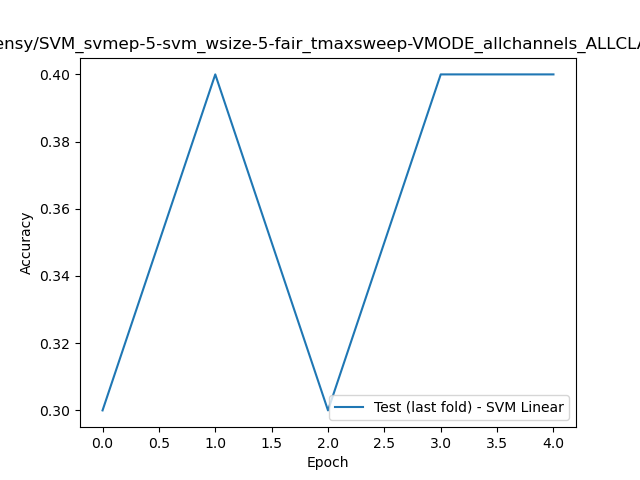 ensy/SVM_svmep-5-svm_wsize-5-fair_tmaxsweep-VMODE_allchannels_ALLCLA
0.40
0.38
0.36
0.34
0.32
0.30
Accuracy
Test (last fold) - SVM Linear
0.0 0.5 1.0 1.5 2.0 2.5 3.0 3.5 4.0
Epoch